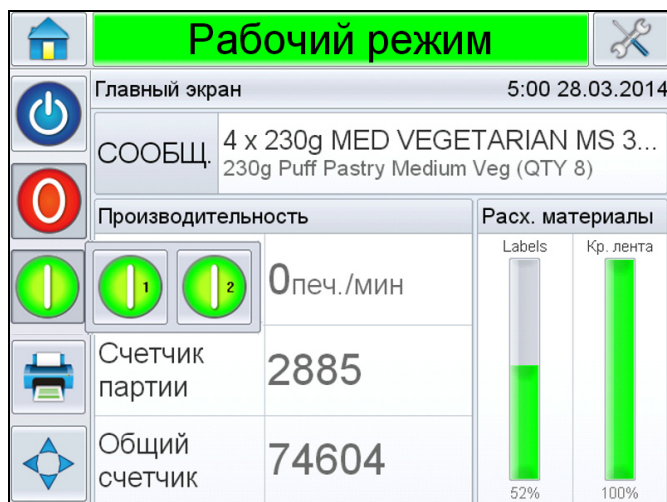 Рабочий режим
Главный экран 5:00 28.03.2014
СООБЩ. 4 x 230g MED VEGETARIAN MS 3...
230g Puff Pastry Medium Veg (QTY 8)
Производительность Расх. материалы
Labels Кр. лента
1 2 0печ./мин
Счетчик
партии 2885
Общий
счетчик 74604
52% 100%